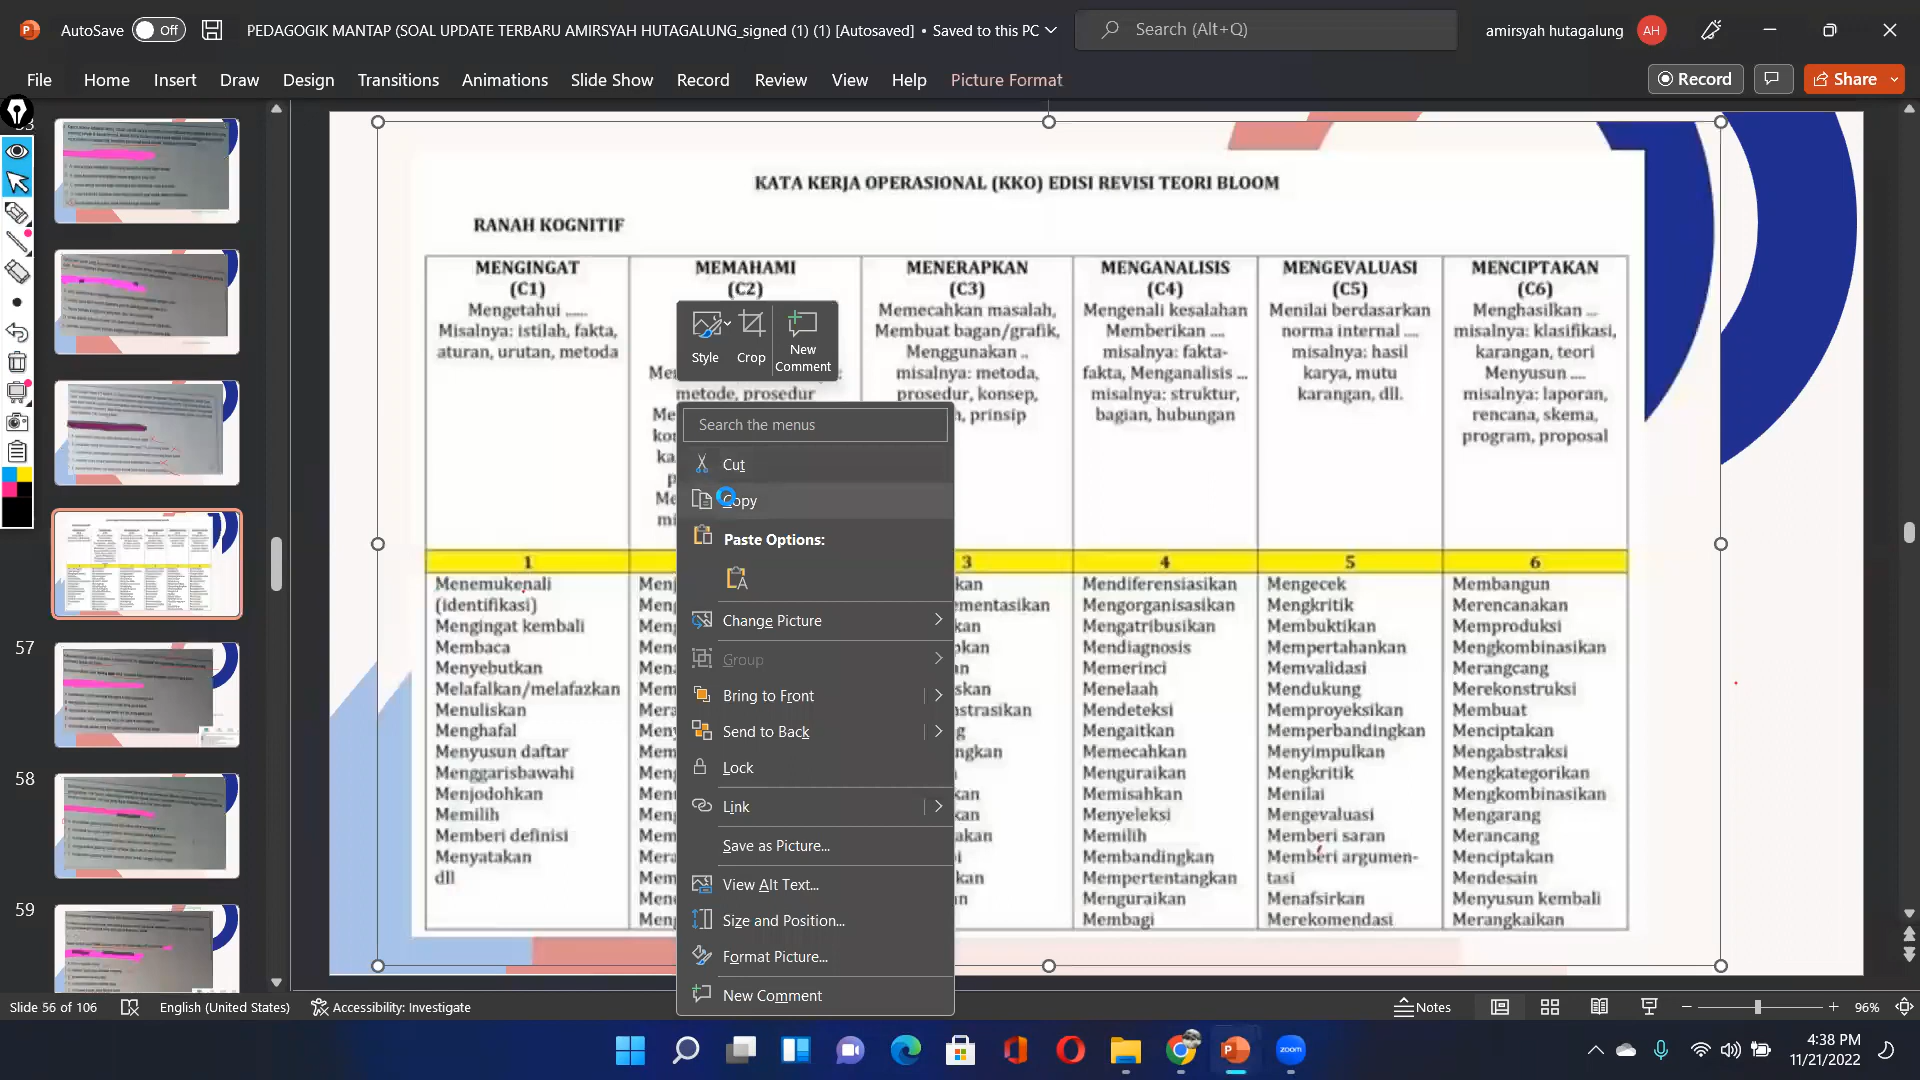 AutoSave Off PEDAGOGIK MANTAP (SOAL UPDATE TERBARU AMIRSYAH HUTAGALUNG_signed (1) (1) [Autosaved] • Saved to this PC Search (Alt+Q) amirsyah hutagalung AH
File Home Insert Draw Design Transitions Animations Slide Show Record Review View Help Picture Format Record Share
KATA KERJA OPERASIONAL (KKO) EDISI REVISI TEORI BLOOM
RANAH KOGNITIF
MENGINGAT
(C1)
Mengetahui ......
Misalnya: istilah, fakta,
aturan, urutan, metoda
MEMAHAMI
(C2)
metode, prosedur
MENERAPKAN
(C3)
Memecahkan masalah,
Membuat bagan/grafik,
Menggunakan ..
misalnya: metoda,
prosedur, konsep,
prinsip
MENGANALISIS
(C4)
Mengenali kesalahan
Memberikan ....
misalnya: fakta-
fakta, Menganalisis ...
misalnya: struktur,
bagian, hubungan
MENGEVALUASI
(C5)
Menilai berdasarkan
norma internal ....
misalnya: hasil
karya, mutu
karangan, dll.
MENCIPTAKAN
(C6)
Menghasilkan ...
misalnya: klasifikasi,
karangan, teori
Menyusun ....
misalnya: laporan,
rencana, skema,
program, proposal
1 3 4 5 6
Menemukenali
(identifikasi)
Mengingat kembali
Membaca
Menyebutkan
Melafalkan/melafazkan
Menuliskan
Menghafal
Menyusun daftar
Menggarisbawahi
Menjodohkan
Memilih
Memberi definisi
Menyatakan
dll
Mendiferensiasikan
Mengorganisasikan
Mengatribusikan
Mendiagnosis
Memerinci
Menelaah
Mendeteksi
Mengaitkan
Memecahkan
Menguraikan
Memisahkan
Menyeleksi
Memilih
Membandingkan
Mempertentangkan
Menguraikan
Membagi
Mengecek
Mengkritik
Membuktikan
Mempertahankan
Memvalidasi
Mendukung
Memproyeksikan
Memperbandingkan
Menyimpulkan
Mengkritik
Menilai
Mengevaluasi
Memberi saran
Memberi argumen-
tasi
Menafsirkan
Merekomendasi
Membangun
Merencanakan
Memproduksi
Mengkombinasikan
Merangcang
Merekonstruksi
Membuat
Menciptakan
Mengabstraksi
Mengkategorikan
Mengkombinasikan
Mengarang
Merancang
Menciptakan
Mendesain
Menyusun kembali
Merangkaikan
Style Crop New
Comment
Search the menus
Cut
Copy
Paste Options:
Change Picture
Group
Bring to Front
Send to Back
Lock
Link
Save as Picture...
View Alt Text...
Size and Position...
Format Picture...
New Comment
57
58
59
Slide 56 of 106 English (United States) Accessibility: Investigate Notes 96%
zoom
4:38 PM
11/21/2022